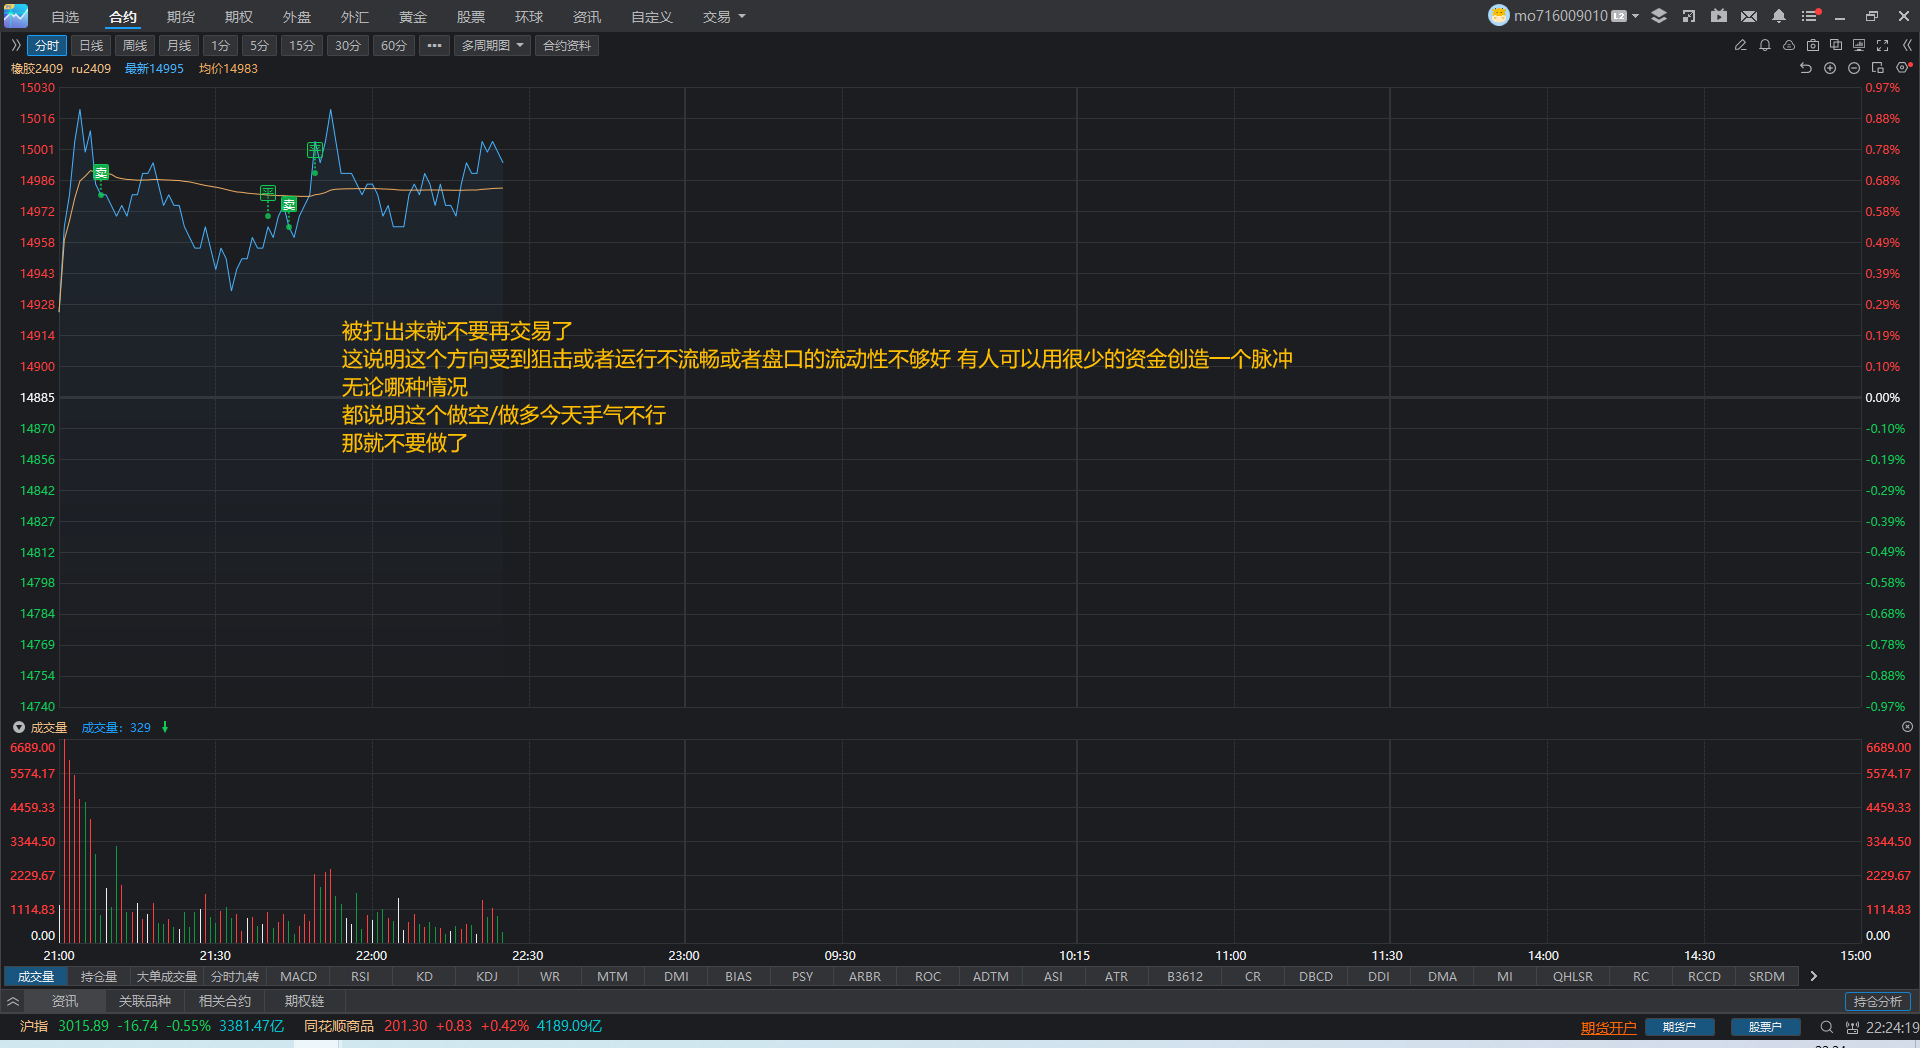 自选 合约 期货 期权 外盘 外汇 黄金 股票 环球 资讯 自定义 交易 mo716009010 L2
分时 日线 周线 月线 1分 5分 15分 30分 60分 ••• 多周期图 合约资料
橡胶2409 ru2409 最新14995 均价14983
15030 0.97%
15016 0.88%
15001 0.78%
14986 0.68%
14972 0.58%
14958 0.49%
14943 0.39%
14928 0.29%
14914 0.19%
14900 0.10%
14885 0.00%
14870 -0.10%
14856 -0.19%
14842 -0.29%
14827 -0.39%
14812 -0.49%
14798 -0.58%
14784 -0.68%
14769 -0.78%
14754 -0.88%
14740 -0.97%
卖
平
卖
平
被打出来就不要再交易了
这说明这个方向受到狙击或者运行不流畅或者盘口的流动性不够好 有人可以用很少的资金创造一个脉冲
无论哪种情况
都说明这个做空/做多今天手气不行
那就不要做了
成交量 成交量：329
6689.00 6689.00
5574.17 5574.17
4459.33 4459.33
3344.50 3344.50
2229.67 2229.67
1114.83 1114.83
0.00 0.00
21:00 21:30 22:00 22:30 23:00 09:30 10:15 11:00 11:30 14:00 14:30 15:00
成交量 持仓量 大单成交量 分时九转 MACD RSI KD KDJ WR MTM DMI BIAS PSY ARBR ROC ADTM ASI ATR B3612 CR DBCD DDI DMA MI QHLSR RC RCCD SRDM
资讯 关联品种 相关合约 期权链 持仓分析
沪指 3015.89 -16.74 -0.55% 3381.47亿 同花顺商品 201.30 +0.83 +0.42% 4189.09亿 期货开户 期货户 股票户 22:24:19